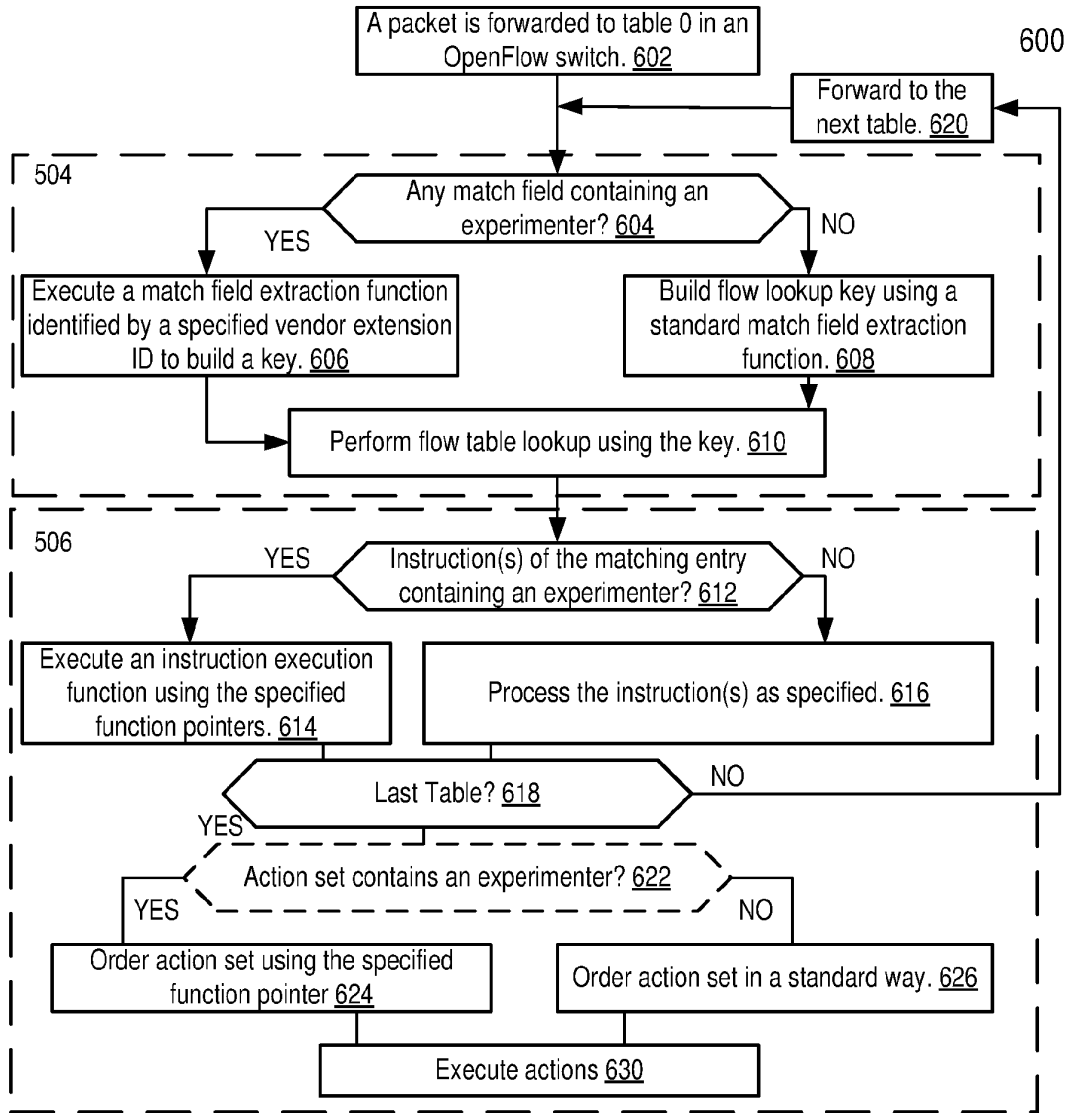 A packet is forwarded to table 0 in an
OpenFlow switch. 602
600
Forward to the
next table. 620
504
Any match field containing an
experimenter? 604
YES
NO
Execute a match field extraction function
identified by a specified vendor extension
ID to build a key. 606
Build flow lookup key using a
standard match field extraction
function. 608
Perform flow table lookup using the key. 610
506
YES
Instruction(s) of the matching entry
containing an experimenter? 612
NO
Execute an instruction execution
function using the specified
function pointers. 614
Process the instruction(s) as specified. 616
Last Table? 618
NO
YES
Action set contains an experimenter? 622
YES
NO
Order action set using the specified
function pointer 624
Order action set in a standard way. 626
Execute actions 630